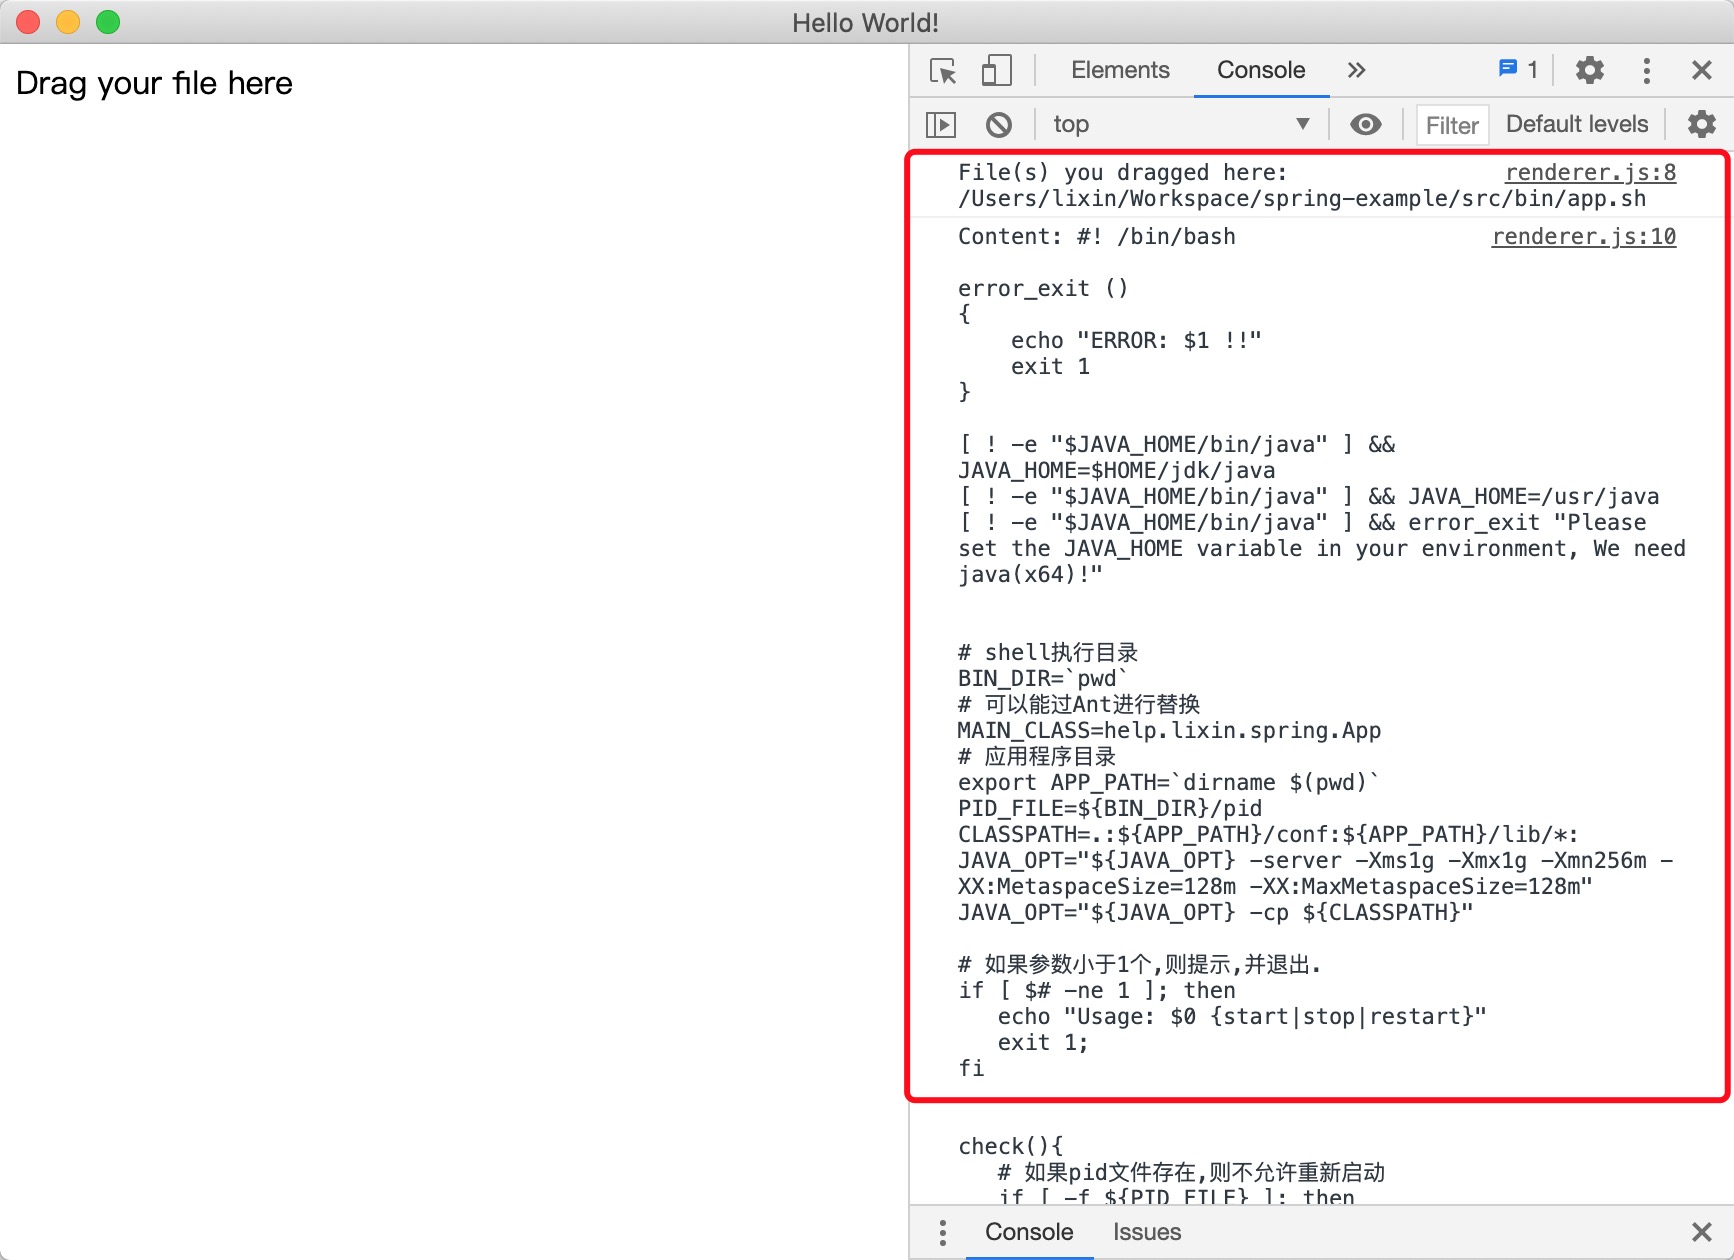 Hello World!
Drag your file here
Elements Console 1
top Filter Default levels
File(s) you dragged here: renderer.js:8
/Users/lixin/Workspace/spring-example/src/bin/app.sh
Content: #! /bin/bash renderer.js:10
error_exit ()
{
    echo "ERROR: $1 !!"
    exit 1
}
[ ! -e "$JAVA_HOME/bin/java" ] &&
JAVA_HOME=$HOME/jdk/java
[ ! -e "$JAVA_HOME/bin/java" ] && JAVA_HOME=/usr/java
[ ! -e "$JAVA_HOME/bin/java" ] && error_exit "Please
set the JAVA_HOME variable in your environment, We need
java(x64)!"
# shell执行目录
BIN_DIR=`pwd`
# 可以能过Ant进行替换
MAIN_CLASS=help.lixin.spring.App
# 应用程序目录
export APP_PATH=`dirname $(pwd)`
PID_FILE=${BIN_DIR}/pid
CLASSPATH=.:${APP_PATH}/conf:${APP_PATH}/lib/*:
JAVA_OPT="${JAVA_OPT} -server -Xms1g -Xmx1g -Xmn256m -
XX:MetaspaceSize=128m -XX:MaxMetaspaceSize=128m"
JAVA_OPT="${JAVA_OPT} -cp ${CLASSPATH}"
# 如果参数小于1个,则提示,并退出.
if [ $# -ne 1 ]; then
   echo "Usage: $0 {start|stop|restart}"
   exit 1;
fi
check(){
   # 如果pid文件存在,则不允许重新启动
   if [ -f ${PID_FILE} ]; then
Console Issues